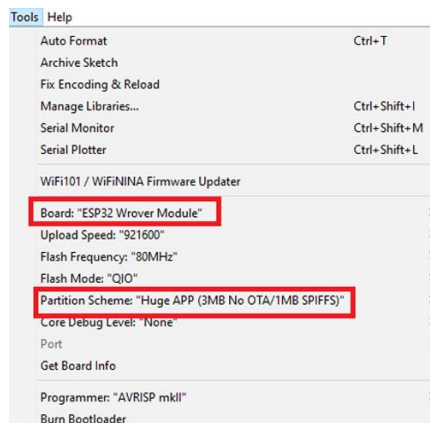 Tools Help
Auto Format Ctrl+T
Archive Sketch
Fix Encoding & Reload
Manage Libraries... Ctrl+Shift+I
Serial Monitor Ctrl+Shift+M
Serial Plotter Ctrl+Shift+L
WiFi101 / WiFiNINA Firmware Updater
Board: "ESP32 Wrover Module"
Upload Speed: "921600"
Flash Frequency: "80MHz"
Flash Mode: "QIO"
Partition Scheme: "Huge APP (3MB No OTA/1MB SPIFFS)"
Core Debug Level: "None"
Port
Get Board Info
Programmer: "AVRISP mkII"
Burn Bootloader